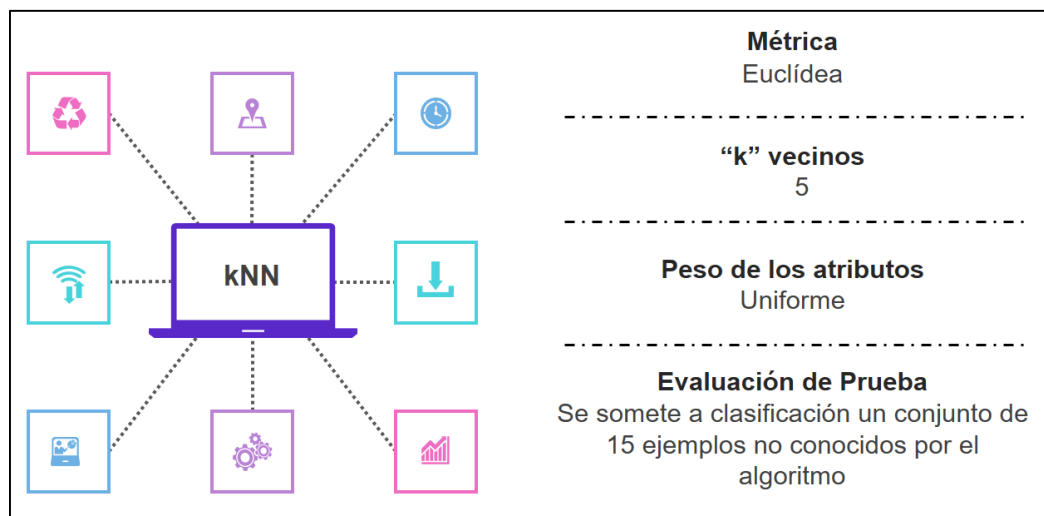 kNN
Métrica
Euclídea
“k” vecinos
5
Peso de los atributos
Uniforme
Evaluación de Prueba
Se somete a clasificación un conjunto de
15 ejemplos no conocidos por el
algoritmo